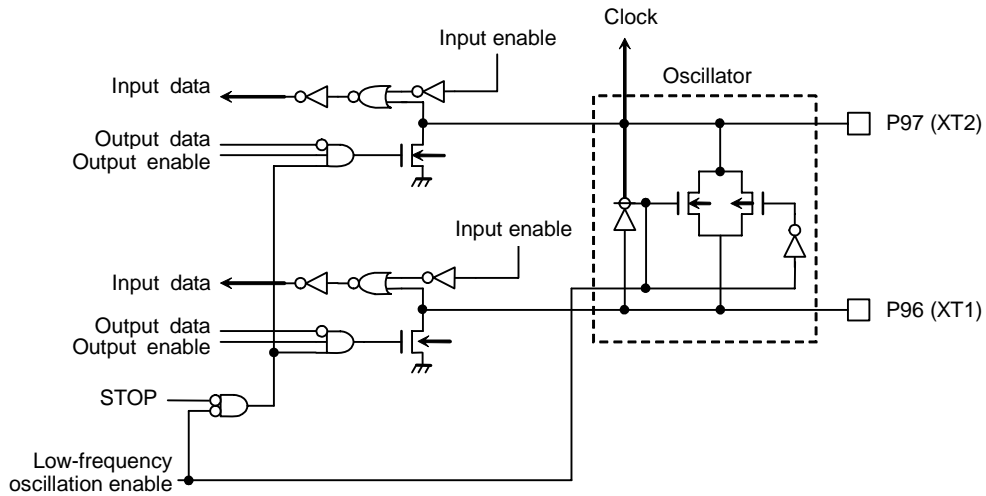 Clock
Input enable
Input data
Oscillator
P97 (XT2)
Output data
Output enable
Input enable
Input data
P96 (XT1)
Output data
Output enable
STOP
Low-frequency
oscillation enable